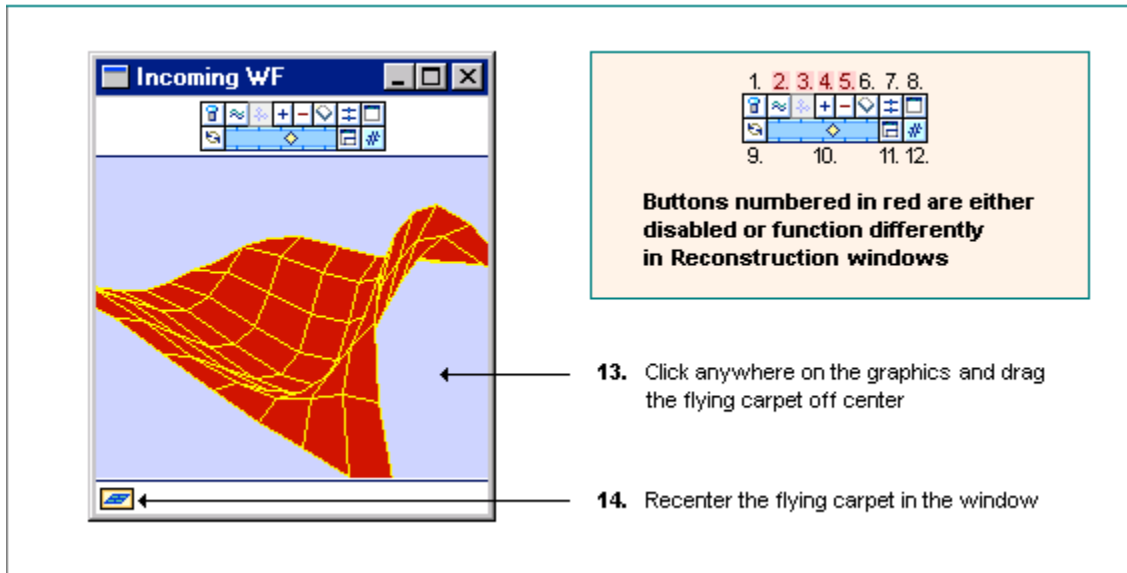 Incoming WF
1. 2. 3. 4. 5. 6. 7. 8.
9. 10. 11. 12.
Buttons numbered in red are either
disabled or function differently
in Reconstruction windows
13. Click anywhere on the graphics and drag
the flying carpet off center
14. Recenter the flying carpet in the window